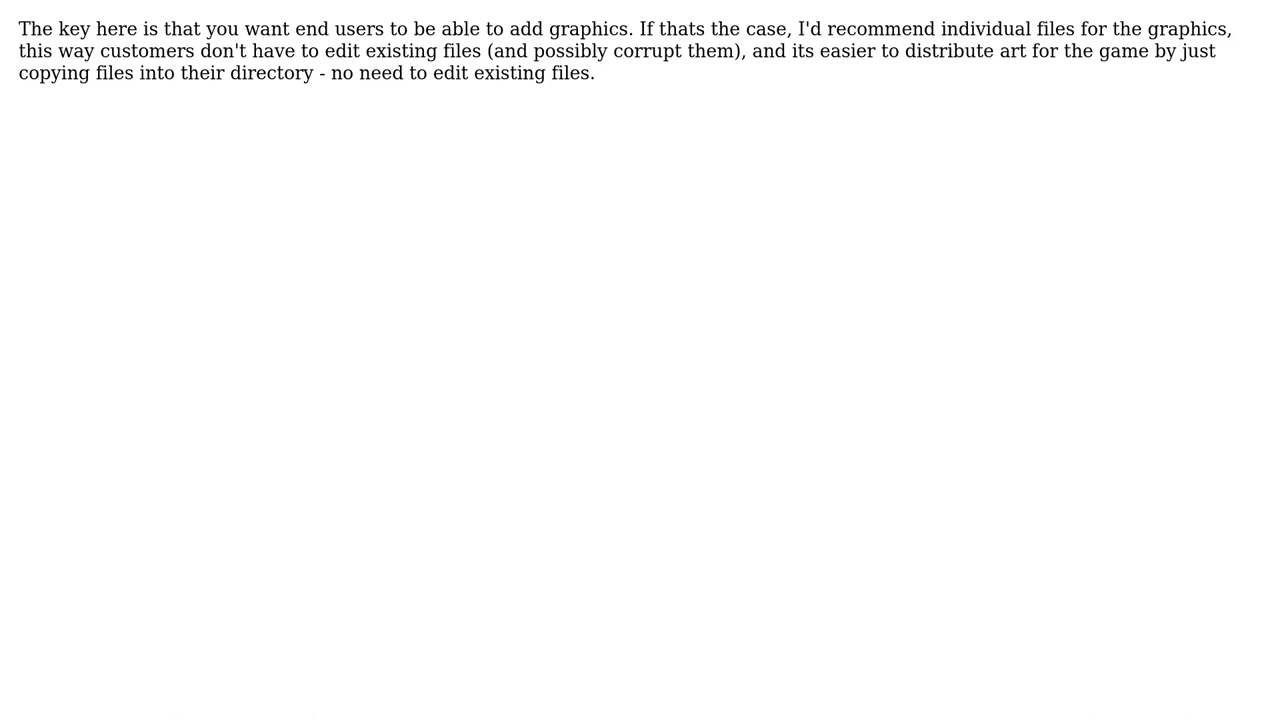 The key here is that you want end users to be able to add graphics. If thats the case, I'd recommend individual files for the graphics,
this way customers don't have to edit existing files (and possibly corrupt them), and its easier to distribute art for the game by just
copying files into their directory - no need to edit existing files.